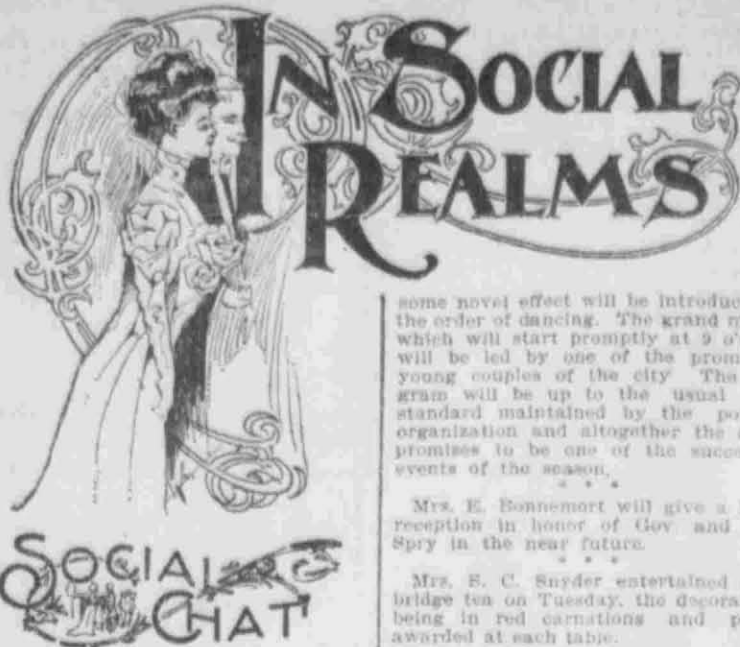 IN SOCIAL
REALMS
SOCIAL
CHAT
some novel effect will be introduc
the order of dancing. The grand m
which will start promptly at 9 o'
will be led by one of the prom
young couples of the city The
gram will be up to the usual
standard maintained by the po
organization and altogether the
promises to be one of the succe
events of the season.
* * *
Mrs. E. Bonnemort will give a
reception in honor of Gov and
Spry in the near future.
* * *
Mrs. S. C. Snyder entertained
bridge tea on Tuesday, the decora
being in red carnations and p
awarded at each table.